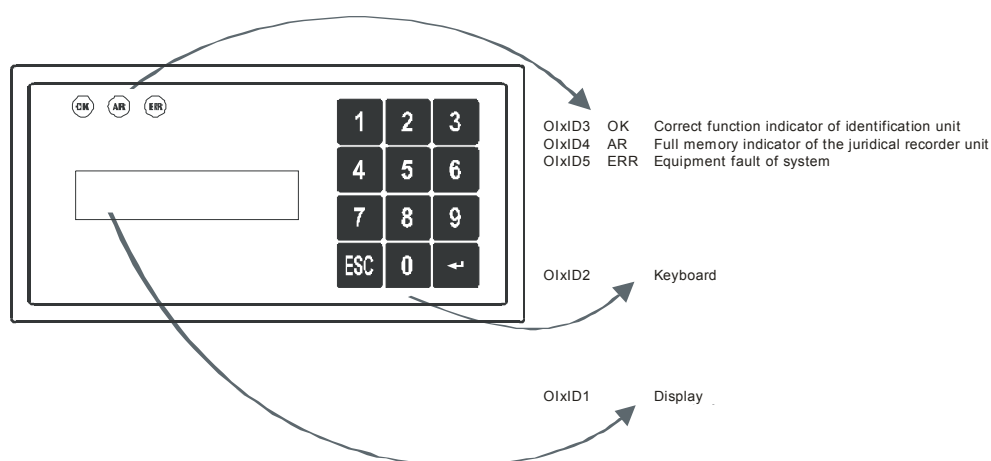 OK AR ERR
1 2 3
4 5 6
7 8 9
ESC 0
OIxID3 OK Correct function indicator of identification unit
OIxID4 AR Full memory indicator of the juridical recorder unit
OIxID5 ERR Equipment fault of system
OIxID2 Keyboard
OIxID1 Display